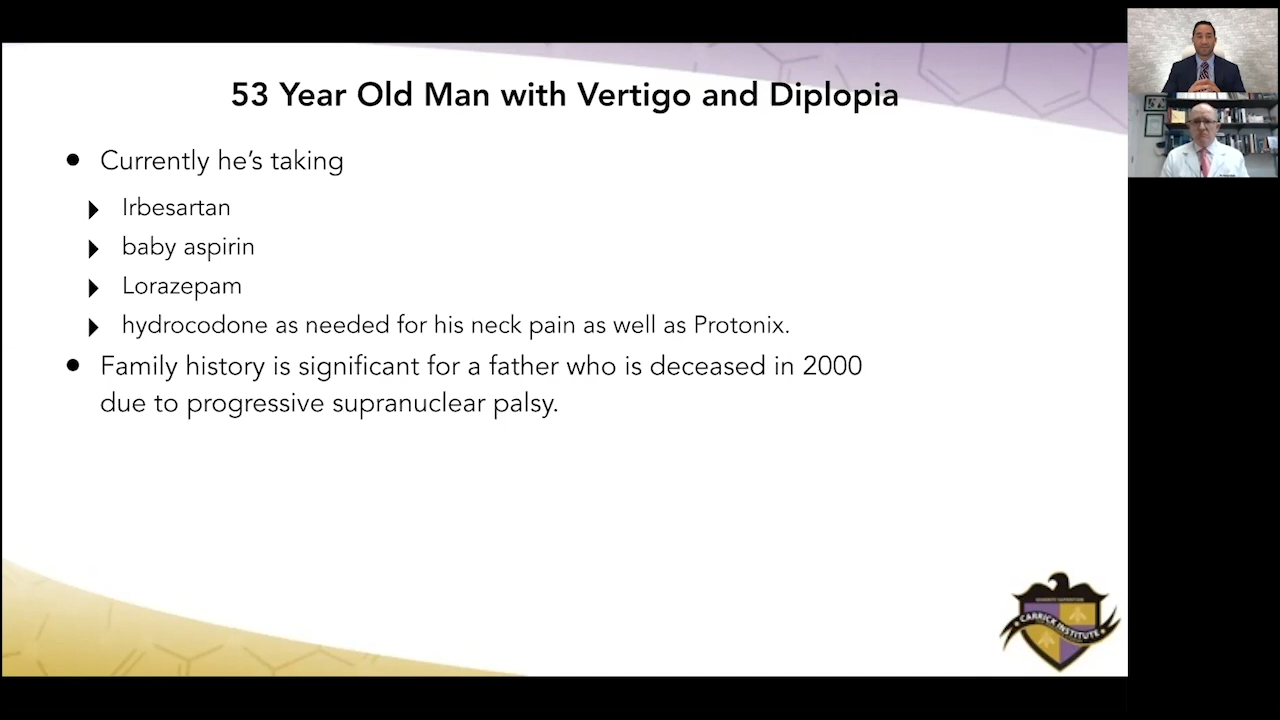 53 Year Old Man with Vertigo and Diplopia
Currently he's taking
Irbesartan
baby aspirin
Lorazepam
hydrocodone as needed for his neck pain as well as Protonix.
Family history is significant for a father who is deceased in 2000
due to progressive supranuclear palsy.
CARRICK INSTITUTE